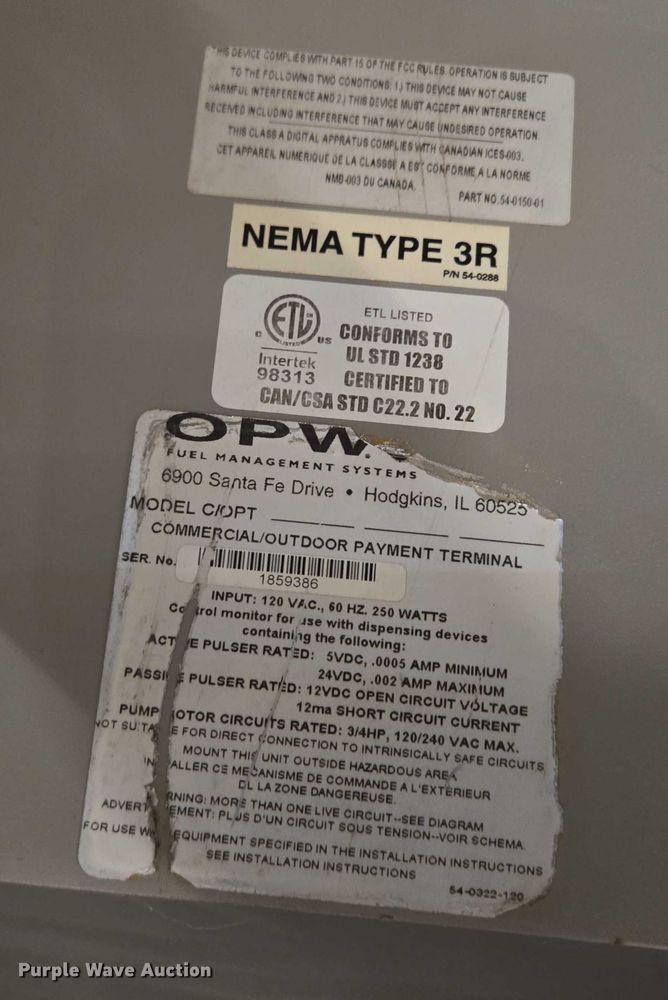 THIS DEVICE COMPLIES WITH PART 15 OF THE FCC RULES. OPERATION IS SUBJECT
TO THE FOLLOWING TWO CONDITIONS: 1.) THIS DEVICE MAY NOT CAUSE
HARMFUL INTERFERENCE AND 2.) THIS DEVICE MUST ACCEPT ANY INTERFERENCE
RECEIVED INCLUDING INTERFERENCE THAT MAY CAUSE UNDESIRED OPERATION.
THIS CLASS A DIGITAL APPRATUS COMPLIES WITH CANADIAN ICES-003.
CET APPAREIL NUMERIQUE DE LA CLASSSE A EST CONFORME A LA NORME
NMB-003 DU CANADA.
PART NO. 54-0150-01
NEMA TYPE 3R
P/N 54-0288
ETL LISTED
CONFORMS TO
UL STD 1238
CERTIFIED TO
CAN/CSA STD C22.2 NO. 22
C ETL US
LISTED
Intertek
98313
OPW
FUEL MANAGEMENT SYSTEMS
6900 Santa Fe Drive • Hodgkins, IL 60525
MODEL C/OPT
COMMERCIAL/OUTDOOR PAYMENT TERMINAL
SER. No.
1859386
INPUT: 120 VAC., 60 HZ. 250 WATTS
Control monitor for use with dispensing devices
containing the following:
ACTIVE PULSER RATED: 5VDC, .0005 AMP MINIMUM
24VDC, .002 AMP MAXIMUM
PASSIVE PULSER RATED: 12VDC OPEN CIRCUIT VOLTAGE
12ma SHORT CIRCUIT CURRENT
PUMP MOTOR CIRCUITS RATED: 3/4HP, 120/240 VAC MAX.
NOT SUITABLE FOR DIRECT CONNECTION TO INTRINSICALLY SAFE CIRCUITS
MOUNT THIS UNIT OUTSIDE HAZARDOUS AREA
INSTALLER CE MECANISME DE COMMANDE A L'EXTERIEUR
DL LA ZONE DANGEREUSE.
WARNING: MORE THAN ONE LIVE CIRCUIT--SEE DIAGRAM
ADVERTISEMENT: PLUS D'UN CIRCUIT SOUS TENSION--VOIR SCHEMA.
FOR USE WITH EQUIPMENT SPECIFIED IN THE INSTALLATION INSTRUCTIONS
SEE INSTALLATION INSTRUCTIONS
54-0322-120
Purple Wave Auction